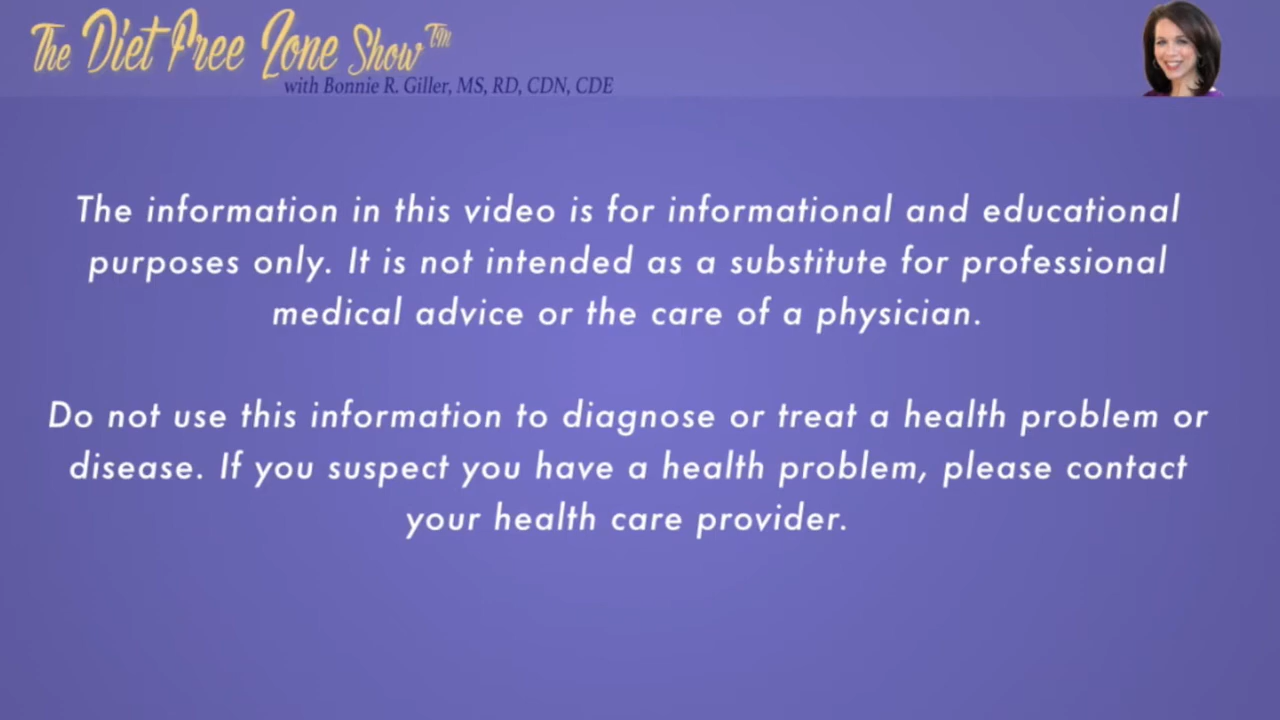 The Diet Free Zone Show™
with Bonnie R. Giller, MS, RD, CDN, CDE
The information in this video is for informational and educational
purposes only. It is not intended as a substitute for professional
medical advice or the care of a physician.
Do not use this information to diagnose or treat a health problem or
disease. If you suspect you have a health problem, please contact
your health care provider.